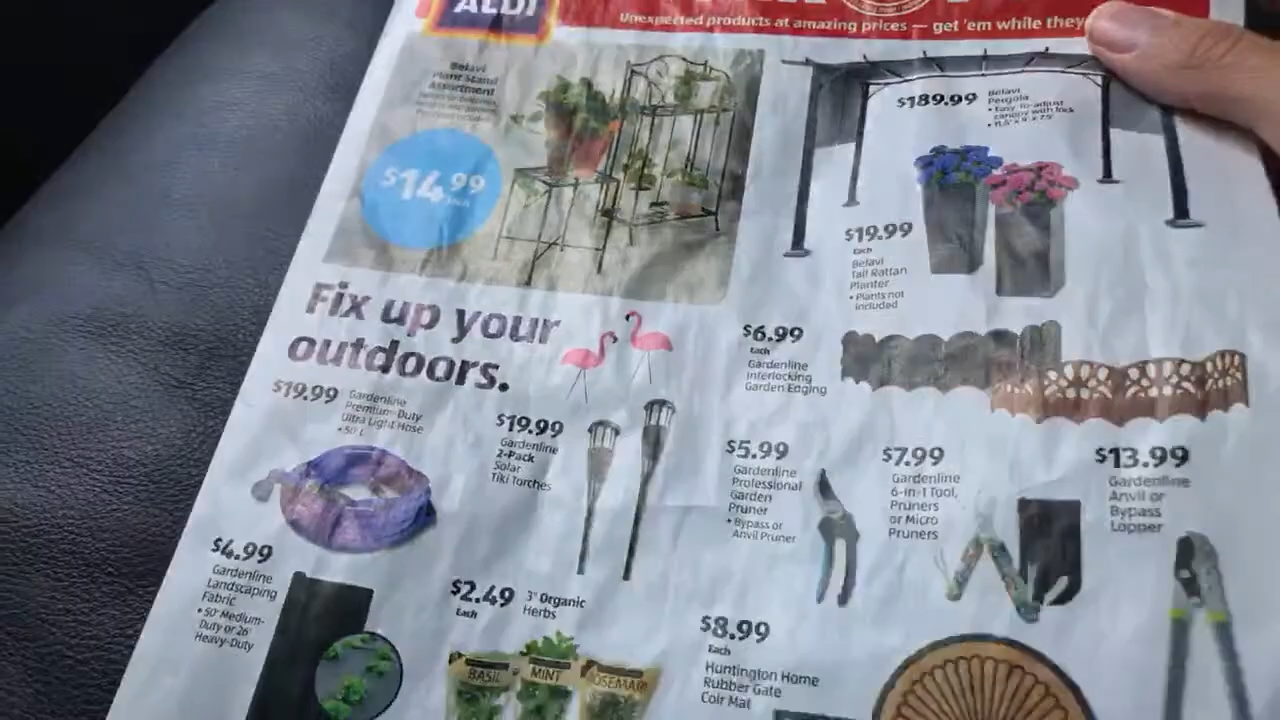 ALDI
Unexpected products at amazing prices — get 'em while they
Belavi
Plant Stand
Assortment
$14.99
each
$189.99
Belavi
Pergola
• Easy-to-adjust
canopy with lock
$19.99
Each
Belavi
Tall Rattan
Planter
• Plants not
included
Fix up your
outdoors.
$6.99
Each
Gardenline
Interlocking
Garden Edging
$19.99
Gardenline
Premium-Duty
Ultra Light Hose
• 50' L
$19.99
Gardenline
2-Pack
Solar
Tiki Torches
$5.99
Gardenline
Professional
Garden
Pruner
• Bypass or
Anvil Pruner
$7.99
Gardenline
6-in-1 Tool,
Pruners
or Micro
Pruners
$13.99
Gardenline
Anvil or
Bypass
Lopper
$4.99
Gardenline
Landscaping
Fabric
• 50' Medium-
Duty or 26'
Heavy-Duty
$2.49
Each
3" Organic
Herbs
BASIL
MINT
ROSEMARY
$8.99
Each
Huntington Home
Rubber Gate
Coir Mat